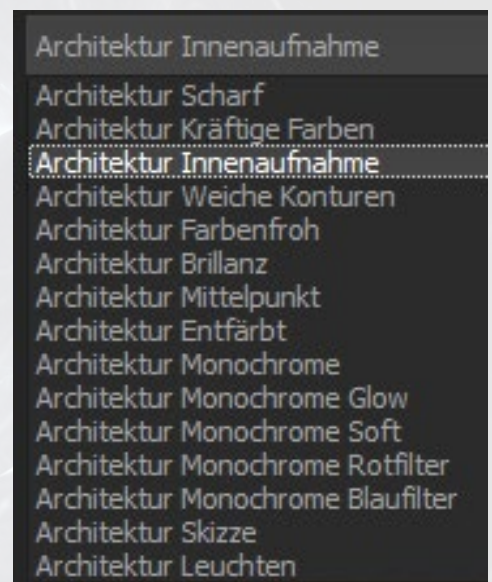 Architektur Innenaufnahme
Architektur Scharf
Architektur Kräftige Farben
Architektur Innenaufnahme
Architektur Weiche Konturen
Architektur Farbenfroh
Architektur Brillanz
Architektur Mittelpunkt
Architektur Entfärbt
Architektur Monochrome
Architektur Monochrome Glow
Architektur Monochrome Soft
Architektur Monochrome Rotfilter
Architektur Monochrome Blaufilter
Architektur Skizze
Architektur Leuchten